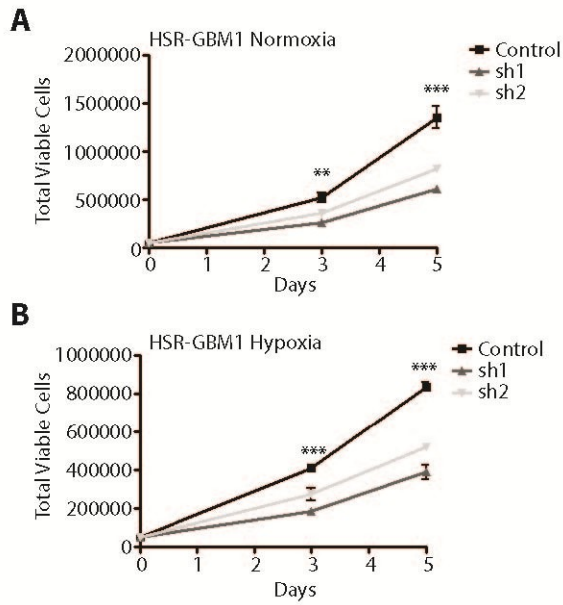 A
HSR-GBM1 Normoxia
2000000
1500000
1000000
500000
0
Total Viable Cells
**
***
Control
sh1
sh2
0 1 2 3 4 5
Days
B
HSR-GBM1 Hypoxia
1000000
800000
600000
400000
200000
0
Total Viable Cells
***
***
Control
sh1
sh2
0 1 2 3 4 5
Days